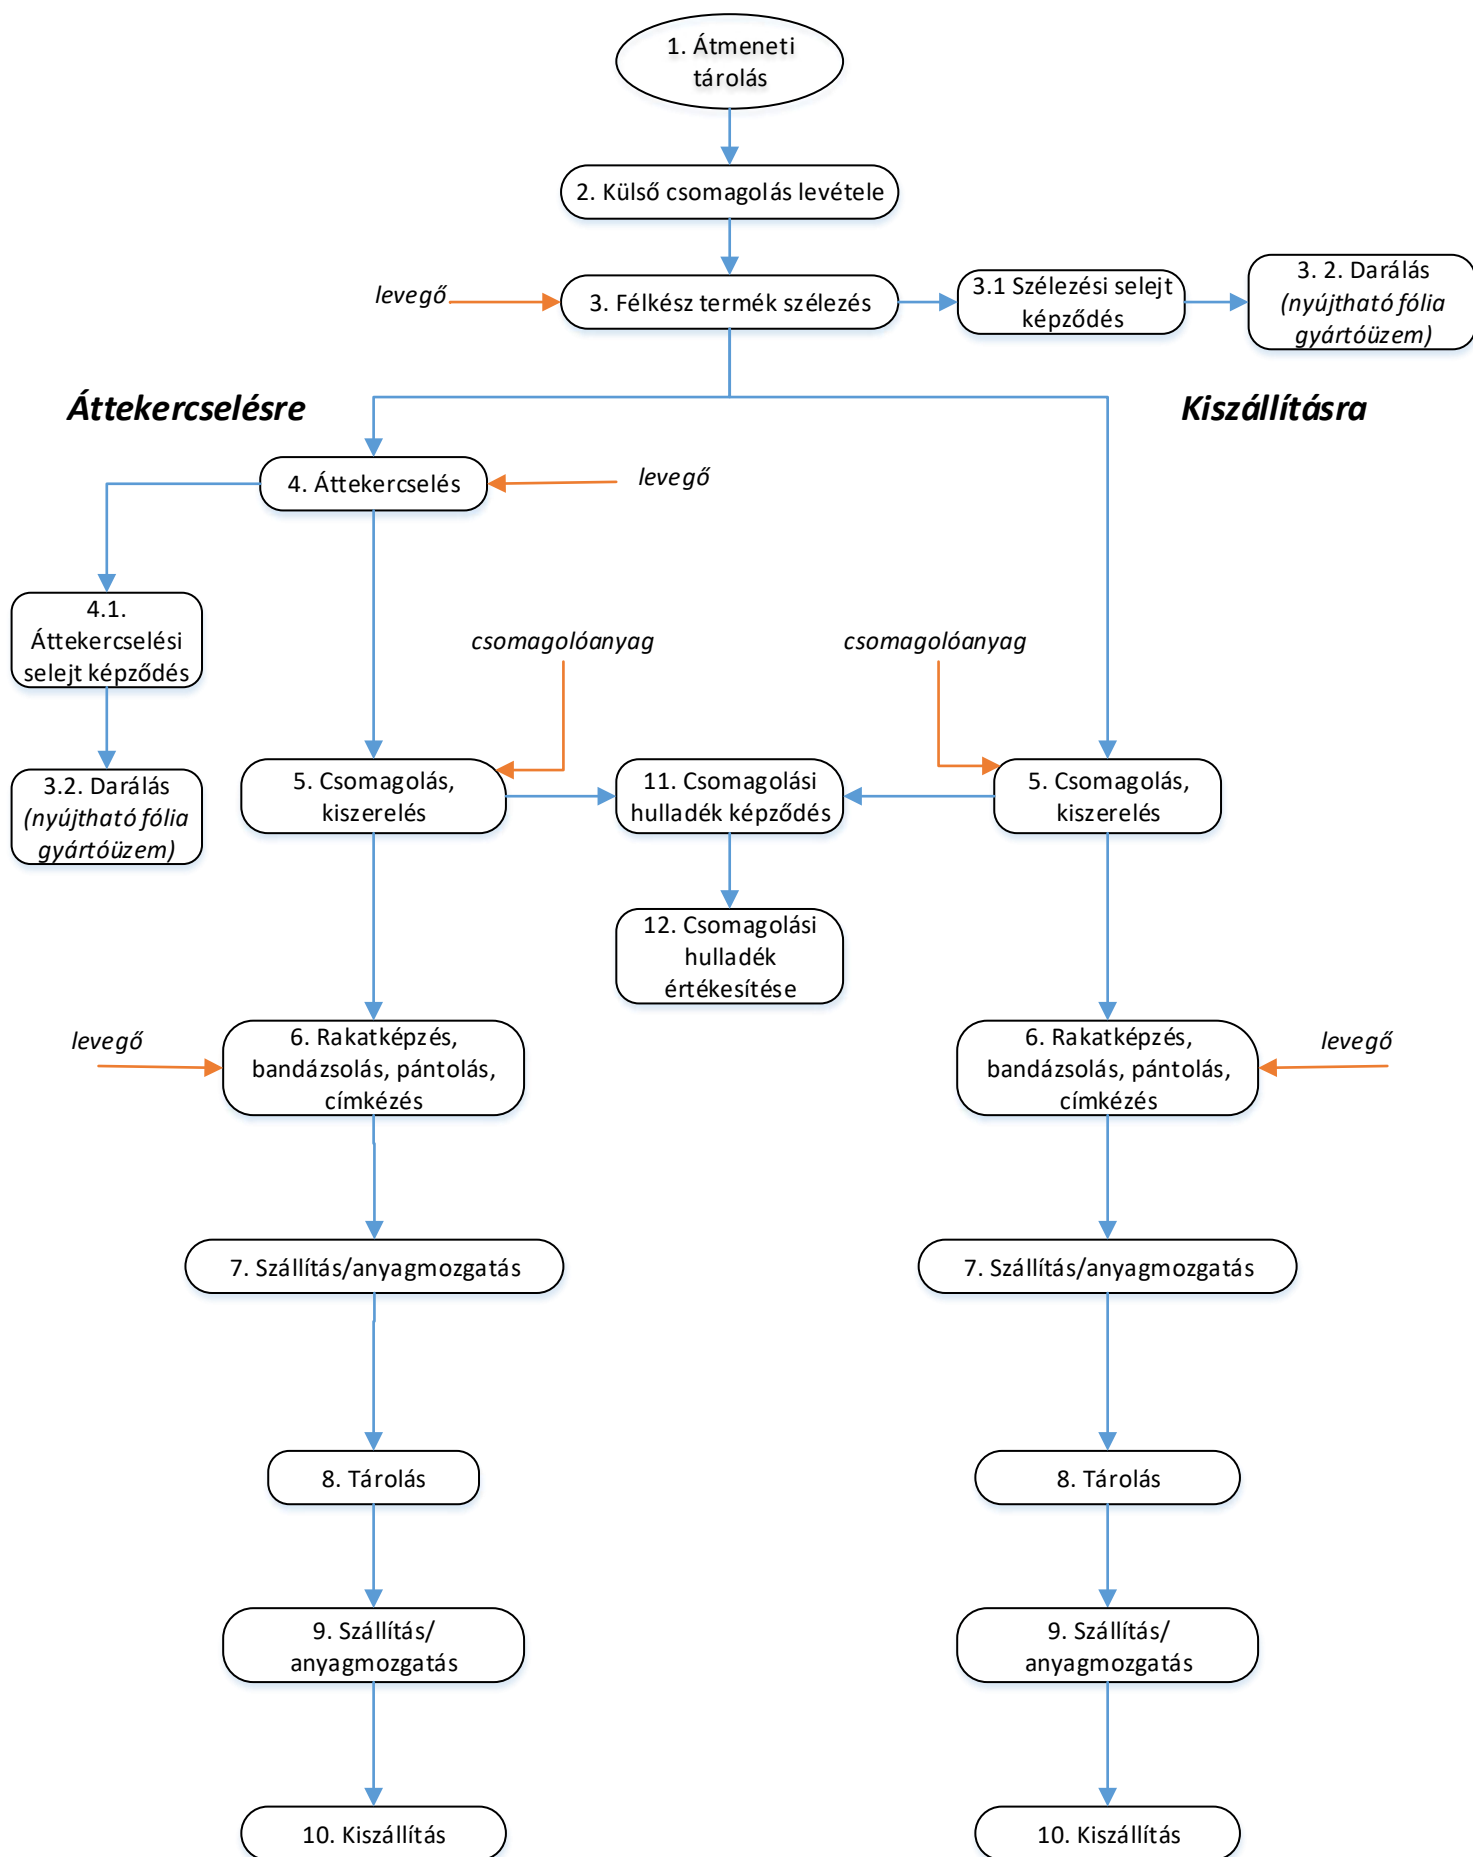 1. Átmeneti
tárolás
2. Külső csomagolás levétele
levegő
3. Félkész termék szélezés
3.1 Szélezési selejt
képződés
3. 2. Darálás
(nyújtható fólia
gyártóüzem)
Áttekercselésre
Kiszállításra
4. Áttekercselés
levegő
4.1.
Áttekercselési
selejt képződés
csomagolóanyag
csomagolóanyag
3.2. Darálás
(nyújtható fólia
gyártóüzem)
5. Csomagolás,
kiszerelés
11. Csomagolási
hulladék képződés
5. Csomagolás,
kiszerelés
12. Csomagolási
hulladék
értékesítése
levegő
6. Rakatképzés,
bandázsolás, pántolás,
címkézés
6. Rakatképzés,
bandázsolás, pántolás,
címkézés
levegő
7. Szállítás/anyagmozgatás
7. Szállítás/anyagmozgatás
8. Tárolás
8. Tárolás
9. Szállítás/
anyagmozgatás
9. Szállítás/
anyagmozgatás
10. Kiszállítás
10. Kiszállítás